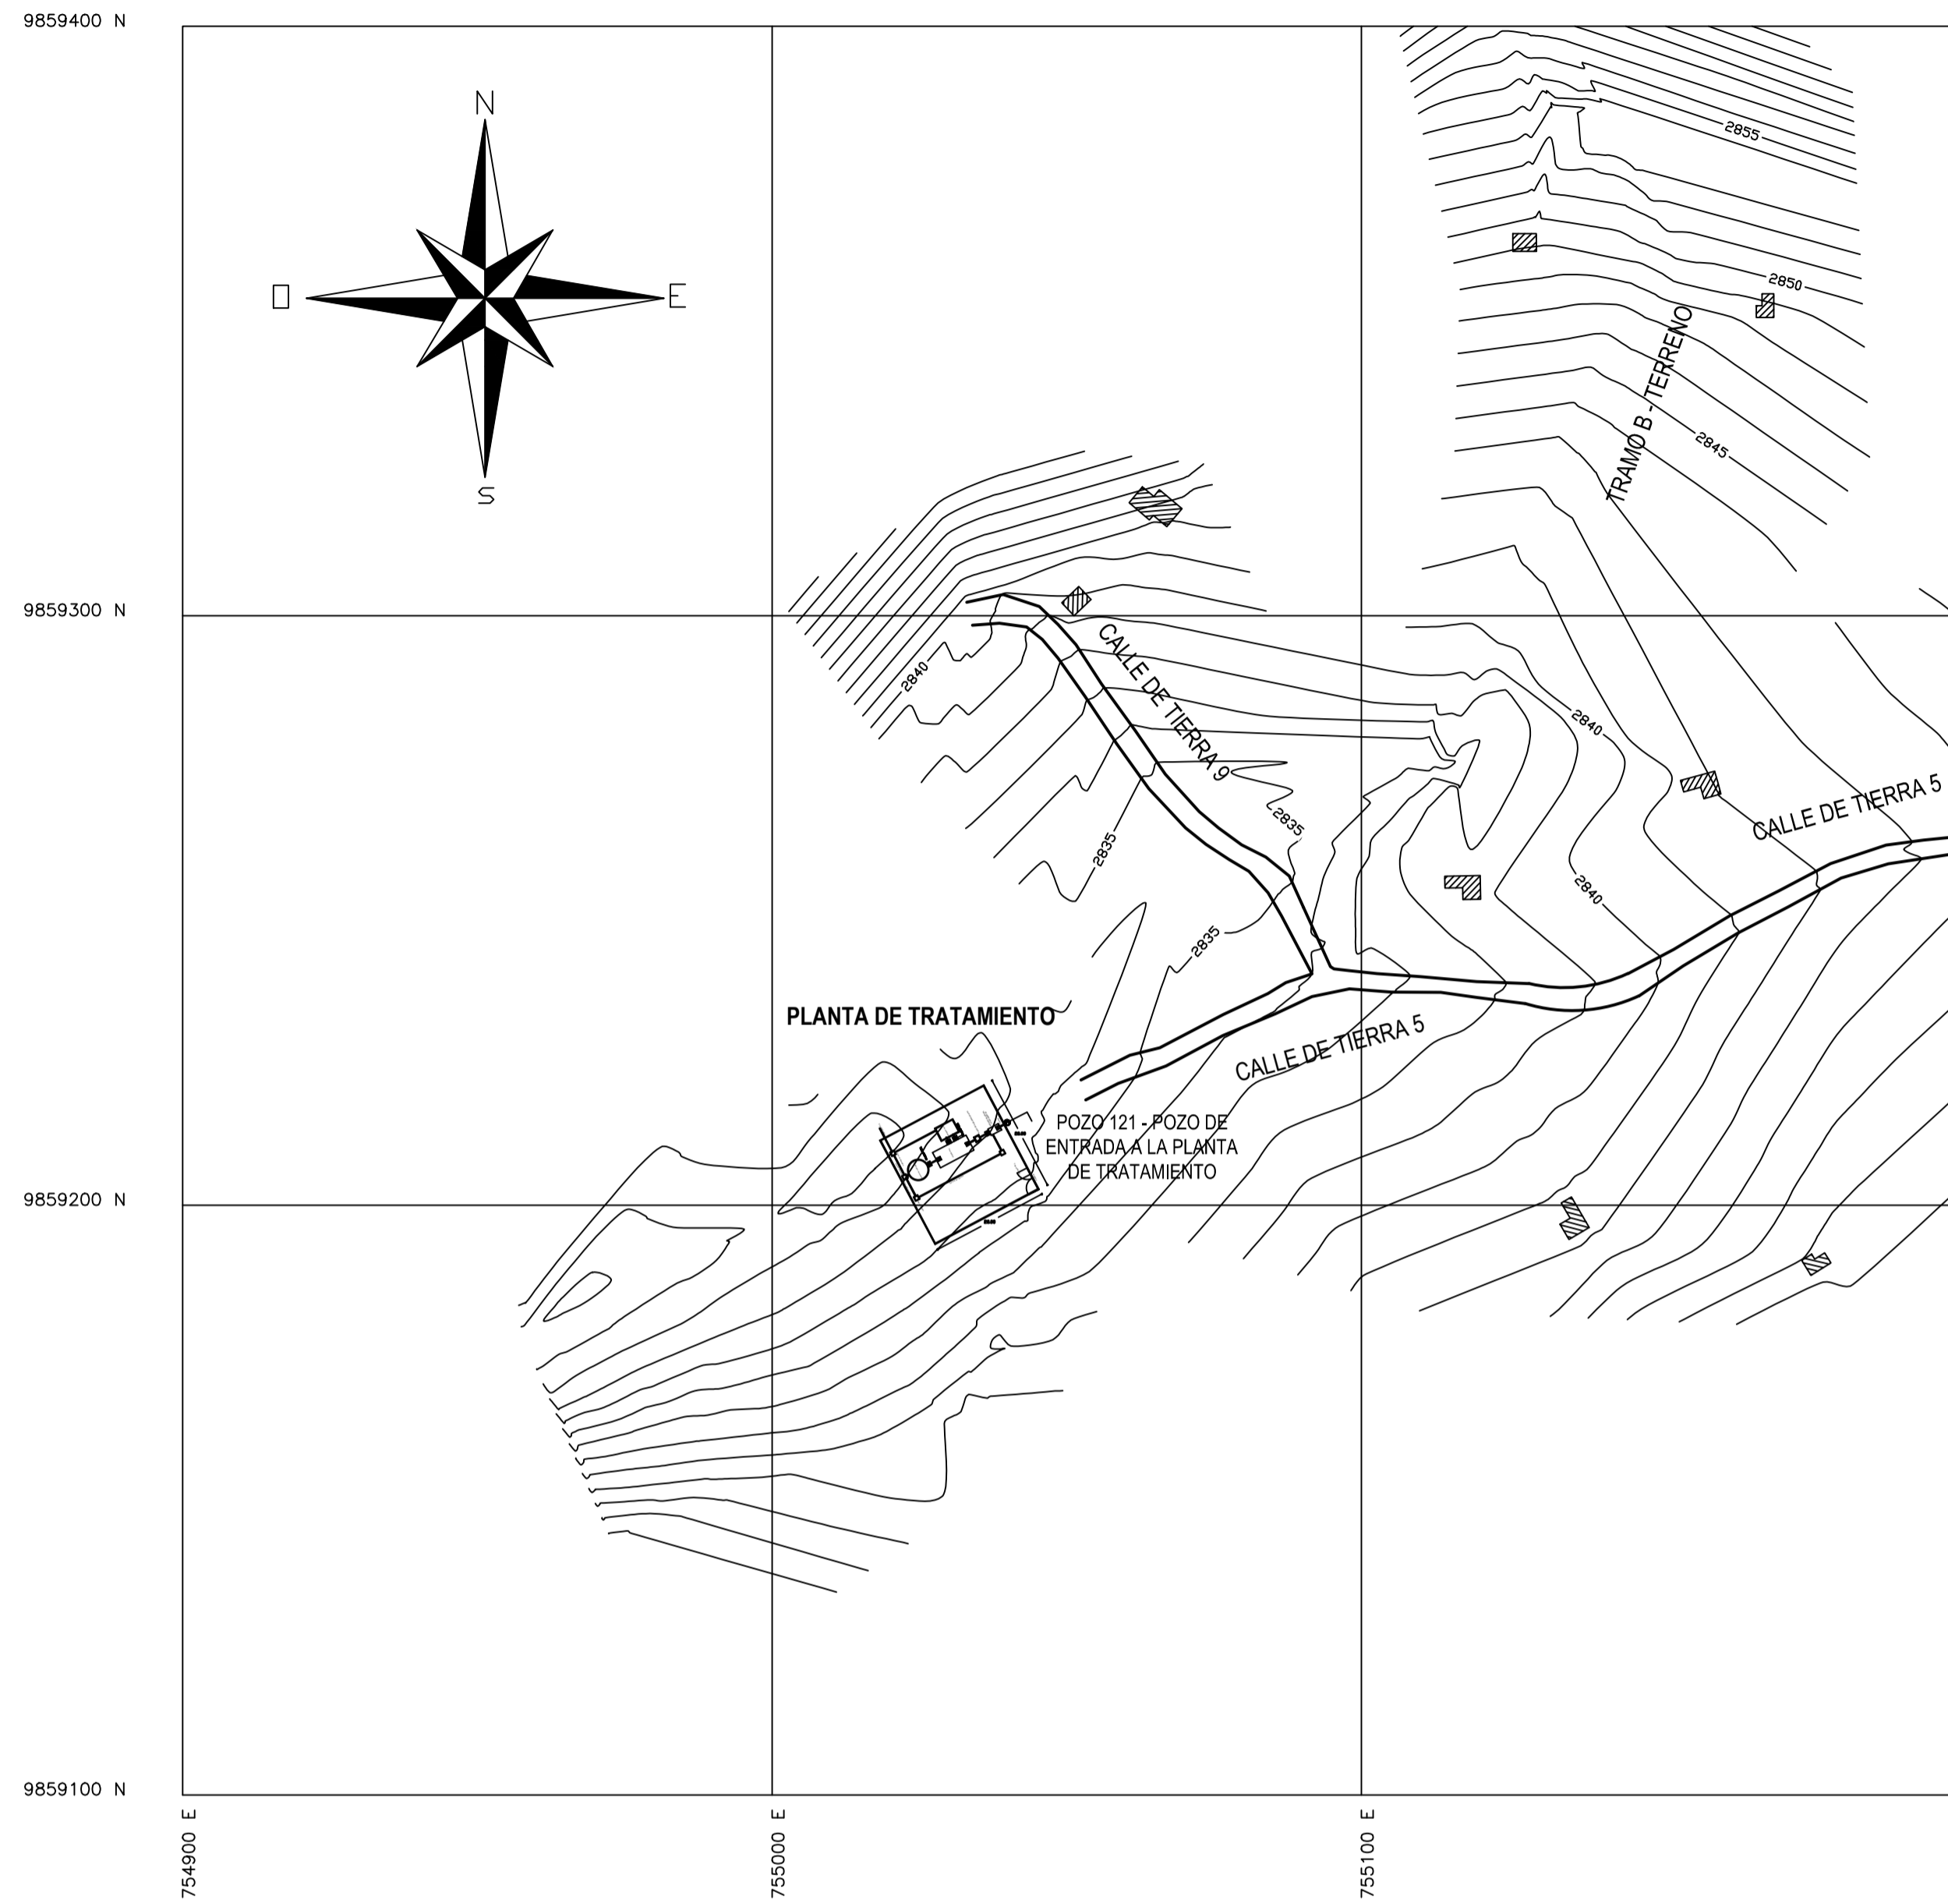 9859400 N
N
2855
O
E
2850
TRAMO B - TERRENO
2845
S
9859300 N
CALLE DE TIERRA 9
2840
2840
CALLE DE TIERRA 5
2835
2835
2840
2835
PLANTA DE TRATAMIENTO
CALLE DE TIERRA 5
POZO 121 - POZO DE
ENTRADA A LA PLANTA
DE TRATAMIENTO
9859200 N
9859100 N
754900 E
755000 E
755100 E